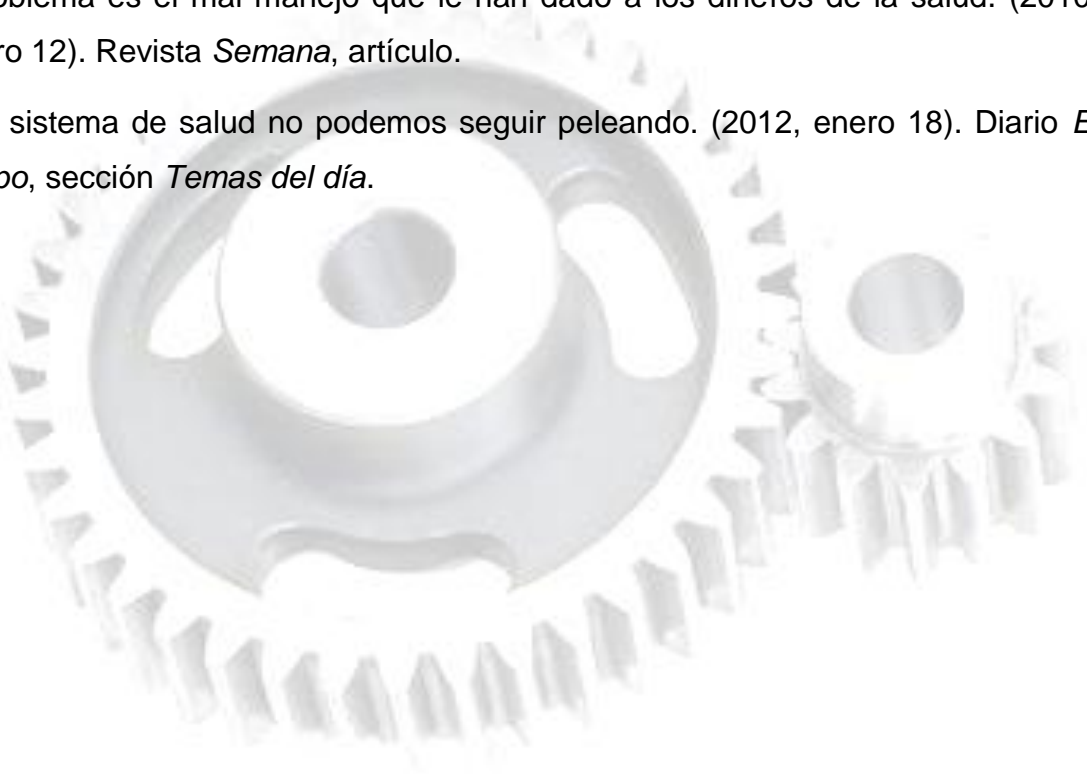 oblema es el mal manejo que le han dado a los dineros de la salud. (2010
ro 12). Revista Semana, artículo.
sistema de salud no podemos seguir peleando. (2012, enero 18). Diario E
po, sección Temas del día.